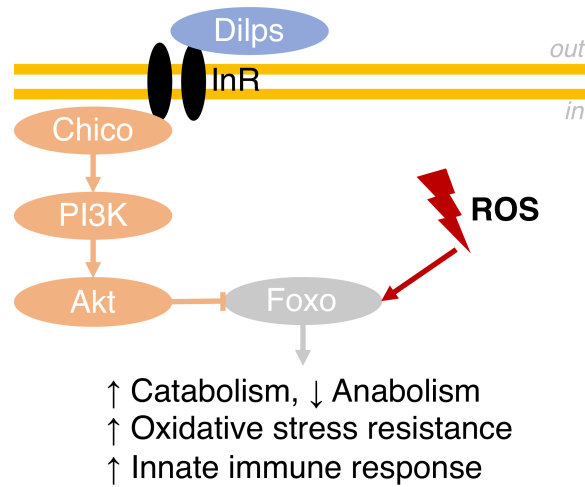 Dilps
out
InR
in
Chico
PI3K
ROS
Akt
Foxo
↑ Catabolism, ↓ Anabolism
↑ Oxidative stress resistance
↑ Innate immune response